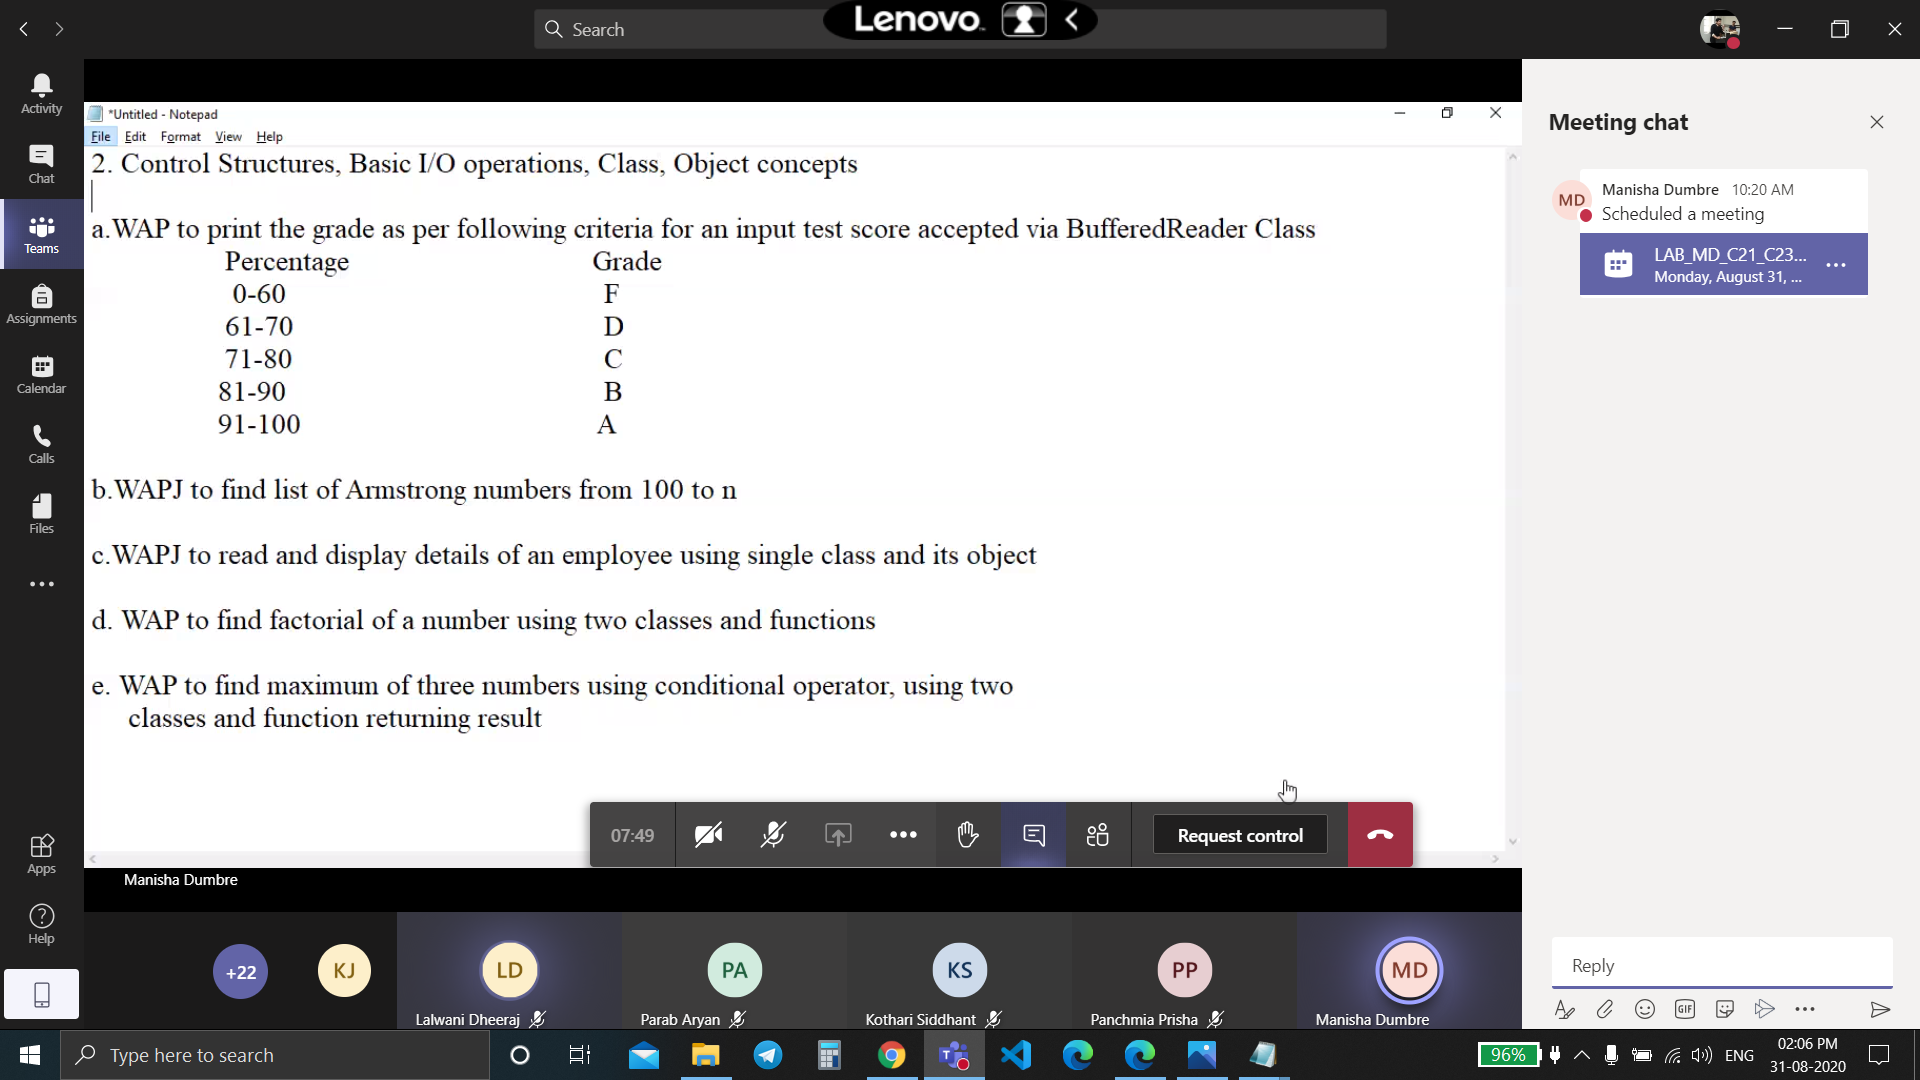 Search
Lenovo
Activity
Chat
Teams
Assignments
Calendar
Calls
Files
Apps
Help
*Untitled - Notepad
File Edit Format View Help
2. Control Structures, Basic I/O operations, Class, Object concepts
a.WAP to print the grade as per following criteria for an input test score accepted via BufferedReader Class
Percentage Grade
0-60 F
61-70 D
71-80 C
81-90 B
91-100 A
b.WAPJ to find list of Armstrong numbers from 100 to n
c.WAPJ to read and display details of an employee using single class and its object
d. WAP to find factorial of a number using two classes and functions
e. WAP to find maximum of three numbers using conditional operator, using two
classes and function returning result
07:49
Request control
Manisha Dumbre
+22
KJ
LD
Lalwani Dheeraj
PA
Parab Aryan
KS
Kothari Siddhant
PP
Panchmia Prisha
MD
Manisha Dumbre
Meeting chat
MD
Manisha Dumbre 10:20 AM
Scheduled a meeting
LAB_MD_C21_C23...
Monday, August 31, ...
Reply
GIF
Type here to search
96%
ENG
02:06 PM
31-08-2020